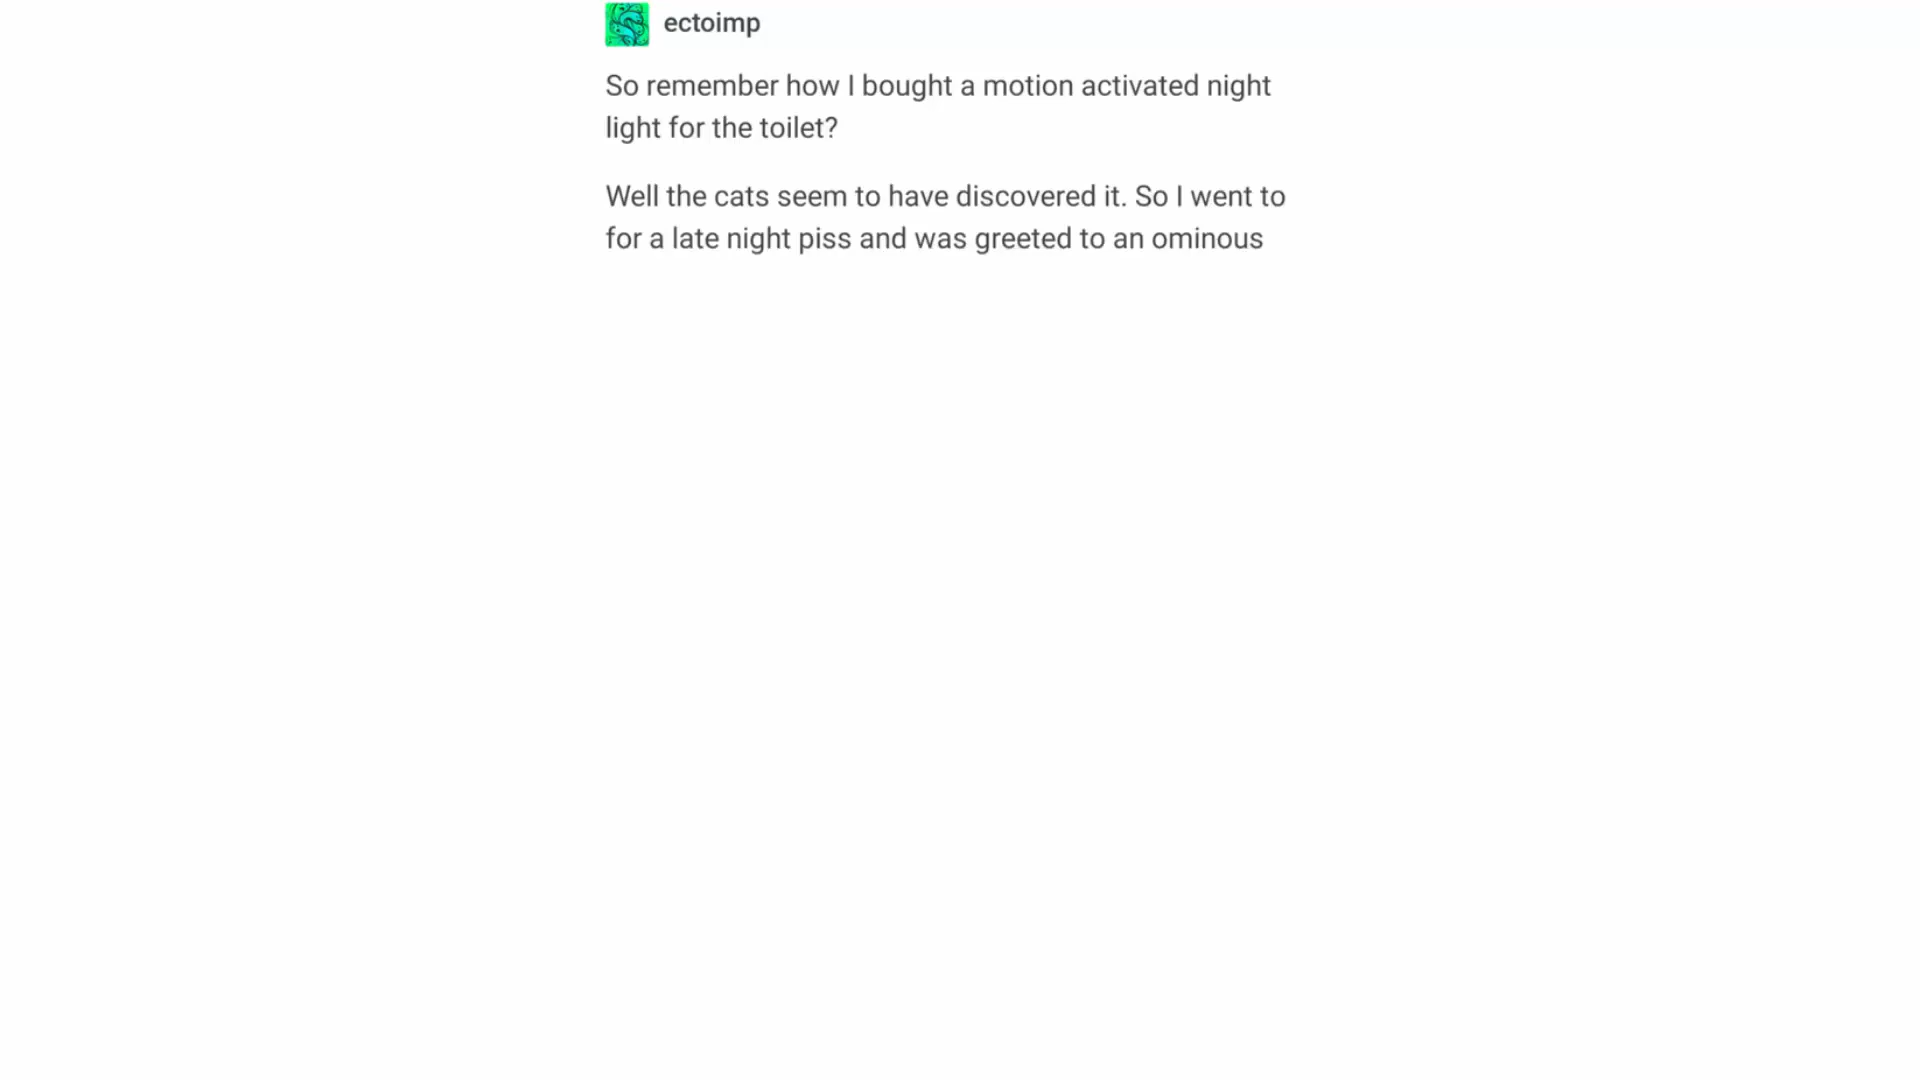 ectoimp
So remember how I bought a motion activated night
light for the toilet?
Well the cats seem to have discovered it. So I went to
for a late night piss and was greeted to an ominous